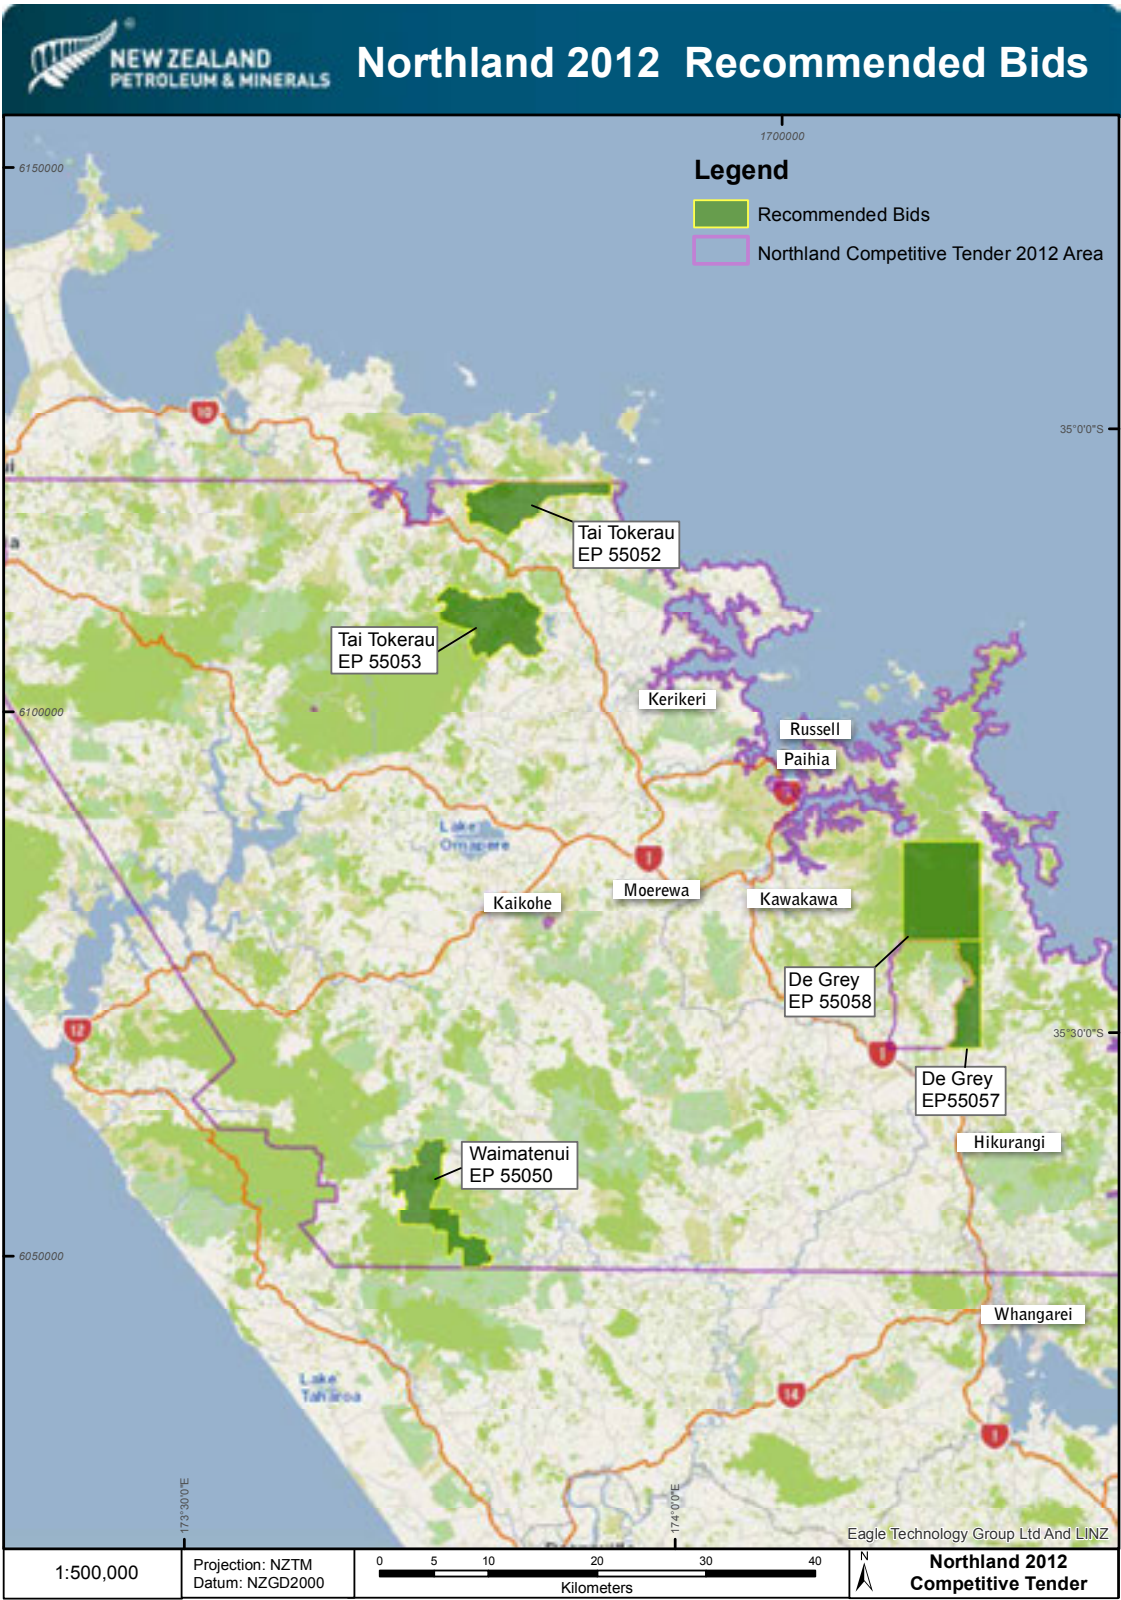 ®
NEW ZEALAND
PETROLEUM & MINERALS
Northland 2012 Recommended Bids
1700000
6150000
Legend
Recommended Bids
Northland Competitive Tender 2012 Area
10
35°0'0"S
Tai Tokerau
EP 55052
Tai Tokerau
EP 55053
Kerikeri
6100000
Russell
Paihia
Lake
Omapere
1
Moerewa
Kaikohe
Kawakawa
De Grey
EP 55058
12
35°30'0"S
De Grey
EP55057
Hikurangi
Waimatenui
EP 55050
6050000
Whangarei
Lake
Taharoa
14
1
173°30'0"E
174°0'0"E
Eagle Technology Group Ltd And LINZ
1:500,000
Projection: NZTM
Datum: NZGD2000
0 5 10 20 30 40
Kilometers
N
Northland 2012
Competitive Tender